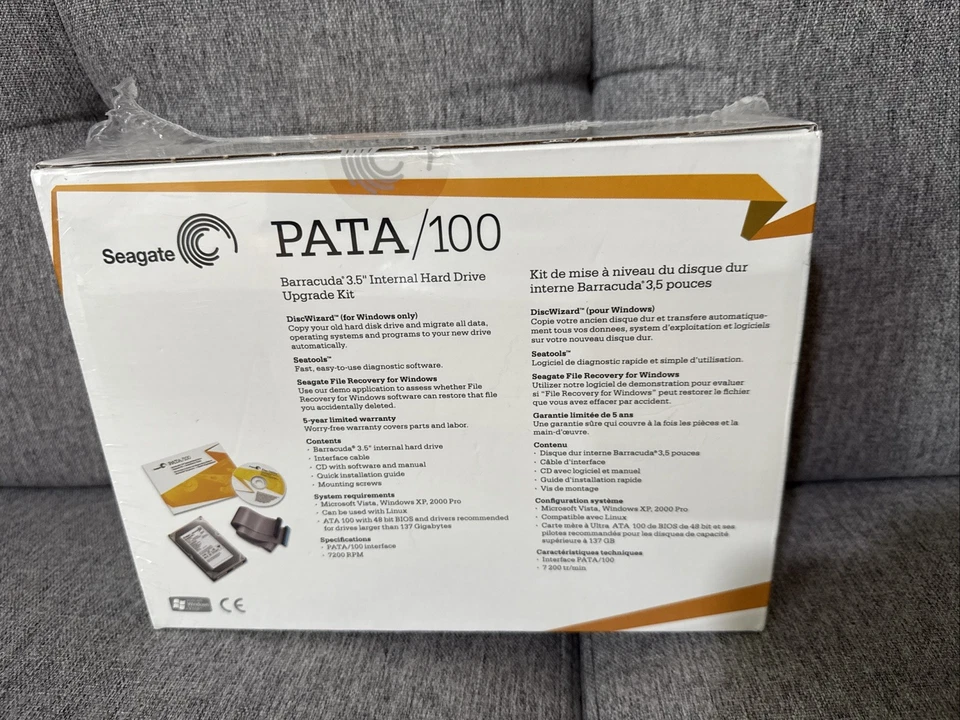 Seagate
PATA/100
Barracuda® 3.5" Internal Hard Drive
Upgrade Kit
DiscWizard™ (for Windows only)
Copy your old hard disk drive and migrate all data,
operating systems and programs to your new drive
automatically.
Seatools™
Fast, easy-to-use diagnostic software.
Seagate File Recovery for Windows
Use our demo application to assess whether File
Recovery for Windows software can restore that file
you accidentally deleted.
5-year limited warranty
Worry-free warranty covers parts and labor.
Contents
· Barracuda® 3.5" internal hard drive
· Interface cable
· CD with software and manual
· Quick installation guide
· Mounting screws
System requirements
· Microsoft Vista, Windows XP, 2000 Pro
· Can be used with Linux
· ATA 100 with 48 bit BIOS and drivers recommended
for drives larger than 137 Gigabytes
Specifications
· PATA/100 interface
· 7200 RPM
Kit de mise à niveau du disque dur
interne Barracuda® 3,5 pouces
DiscWizard™ (pour Windows)
Copie votre ancien disque dur et transfere automatique-
ment tous vos donnees, system d'exploitation et logiciels
sur votre nouveau disque dur.
Seatools™
Logiciel de diagnostic rapide et simple d'utilisation.
Seagate File Recovery for Windows
Utilizer notre logiciel de demonstration pour evaluer
si "File Recovery for Windows" peut restorer le fichier
que vous avez effacer par accident.
Garantie limitée de 5 ans
Une garantie sûre qui couvre à la fois les pièces et la
main-d'œuvre.
Contenu
· Disque dur interne Barracuda® 3,5 pouces
· Câble d'interface
· CD avec logiciel et manuel
· Guide d'installation rapide
· Vis de montage
Configuration système
· Microsoft Vista, Windows XP, 2000 Pro
· Compatible avec Linux
· Carte mère à Ultra ATA 100 de BIOS de 48 bit et ses
pilotes recommandés pour les disques de capacité
supérieure à 137 GB
Caractéristiques techniques
· Interface PATA/100
· 7 200 tr/min
PATA/100
Windows
CE